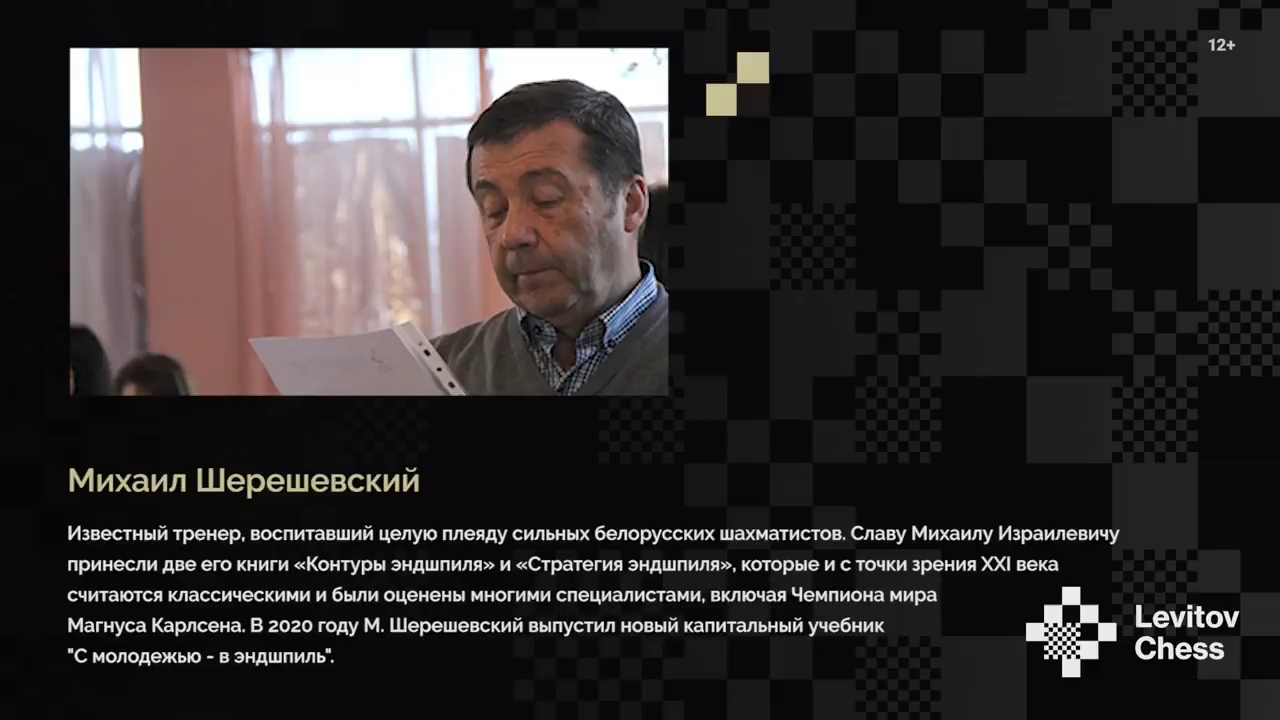 12+
Михаил Шерешевский
Известный тренер, воспитавший целую плеяду сильных белорусских шахматистов. Славу Михаилу Израилевичу
принесли две его книги «Контуры эндшпиля» и «Стратегия эндшпиля», которые и с точки зрения XXI века
считаются классическими и были оценены многими специалистами, включая Чемпиона мира
Магнуса Карлсена. В 2020 году М. Шерешевский выпустил новый капитальный учебник
"С молодежью - в эндшпиль".
Levitov
Chess